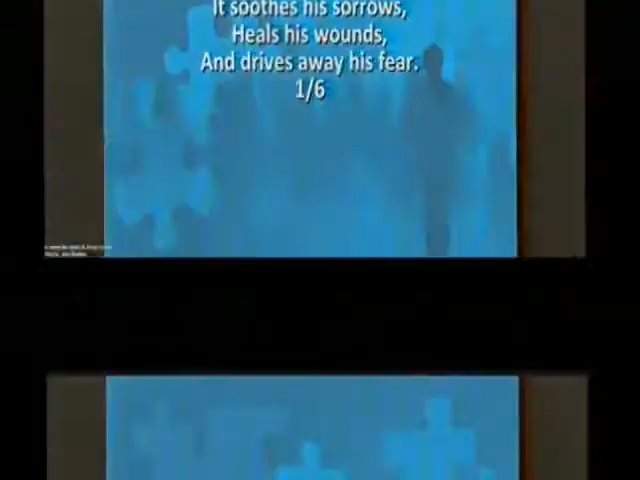 It soothes his sorrows,
Heals his wounds,
And drives away his fear.
1/6